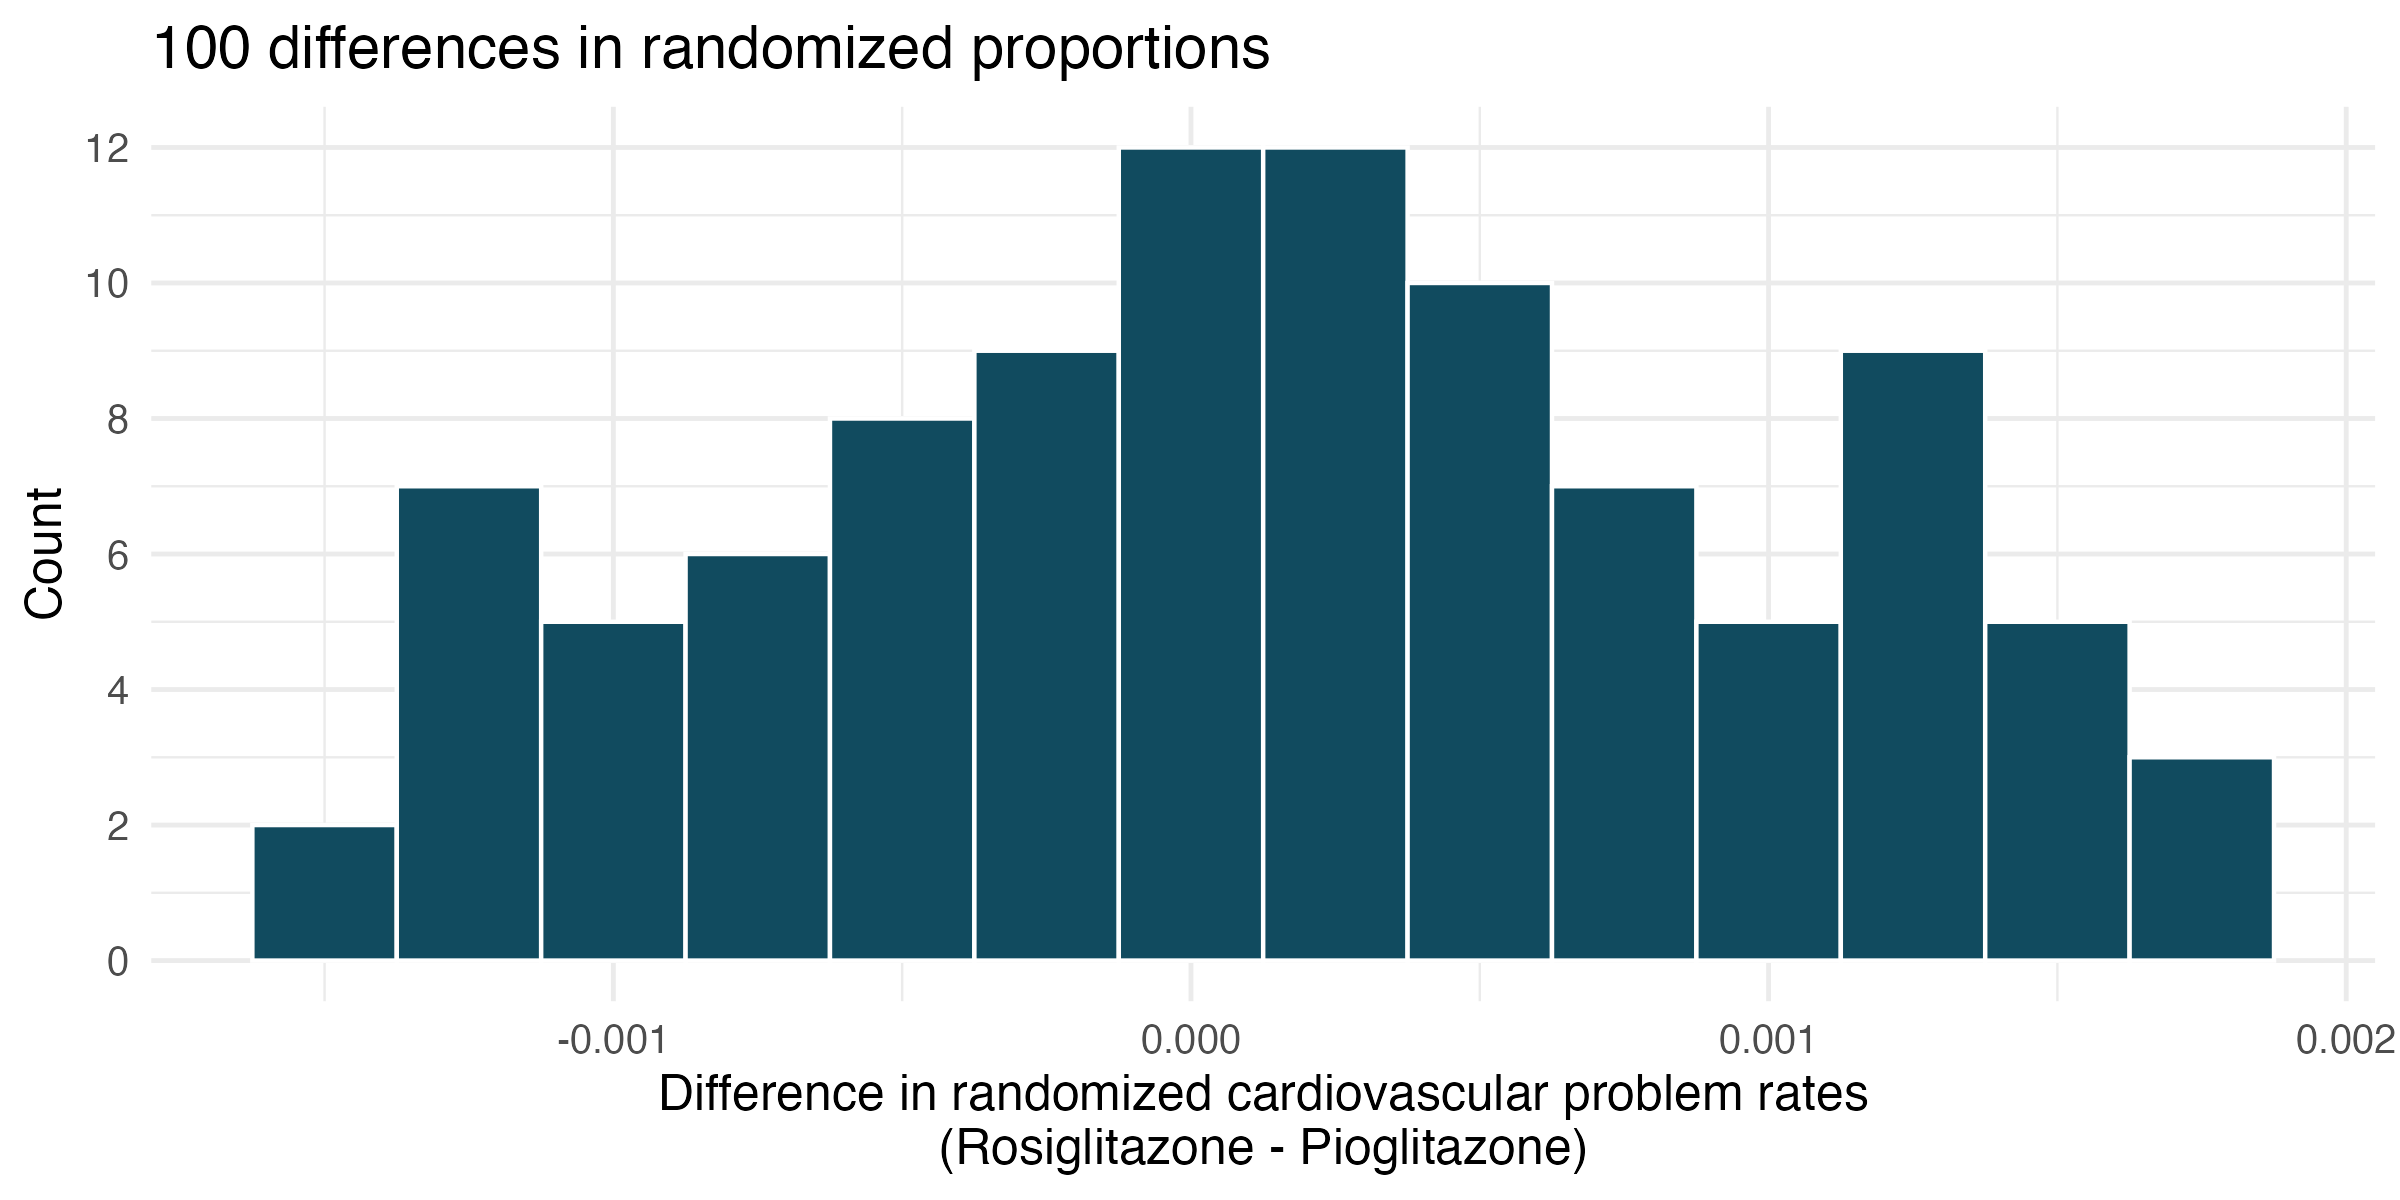 100 differences in randomized proportions
12
10
8
6
4
2
0
Count
-0.001
0.000
0.001
0.002
Difference in randomized cardiovascular problem rates
(Rosiglitazone - Pioglitazone)